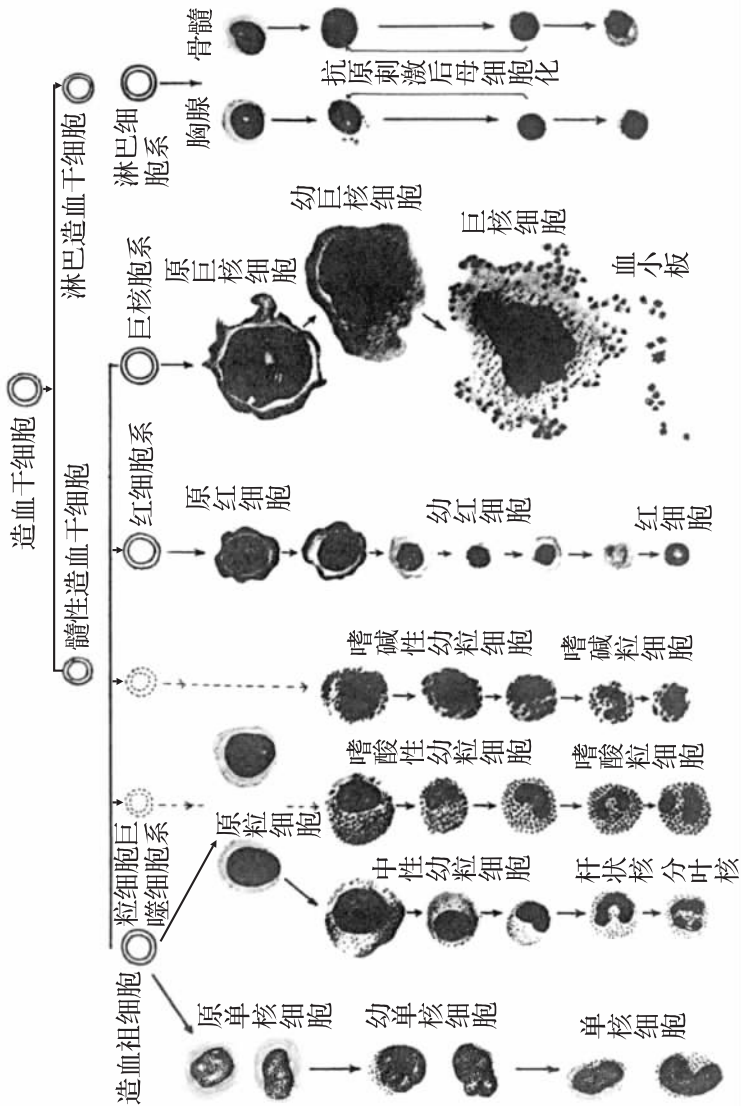 造血干细胞
髓性造血干细胞
淋巴造血干细胞
造血祖细胞
粒细胞巨
噬细胞系
红细胞系
巨核胞系
淋巴细
胞系
原单核细胞
幼单核细胞
单核细胞
原粒细胞
中性幼粒细胞
杆状核
分叶核
嗜酸性幼粒细胞
嗜酸粒细胞
嗜碱性幼粒细胞
嗜碱粒细胞
原红细胞
幼红细胞
红细胞
原巨核细胞
幼巨核细胞
巨核细胞
血小板
胸腺
骨髓
抗原刺激后母细胞化